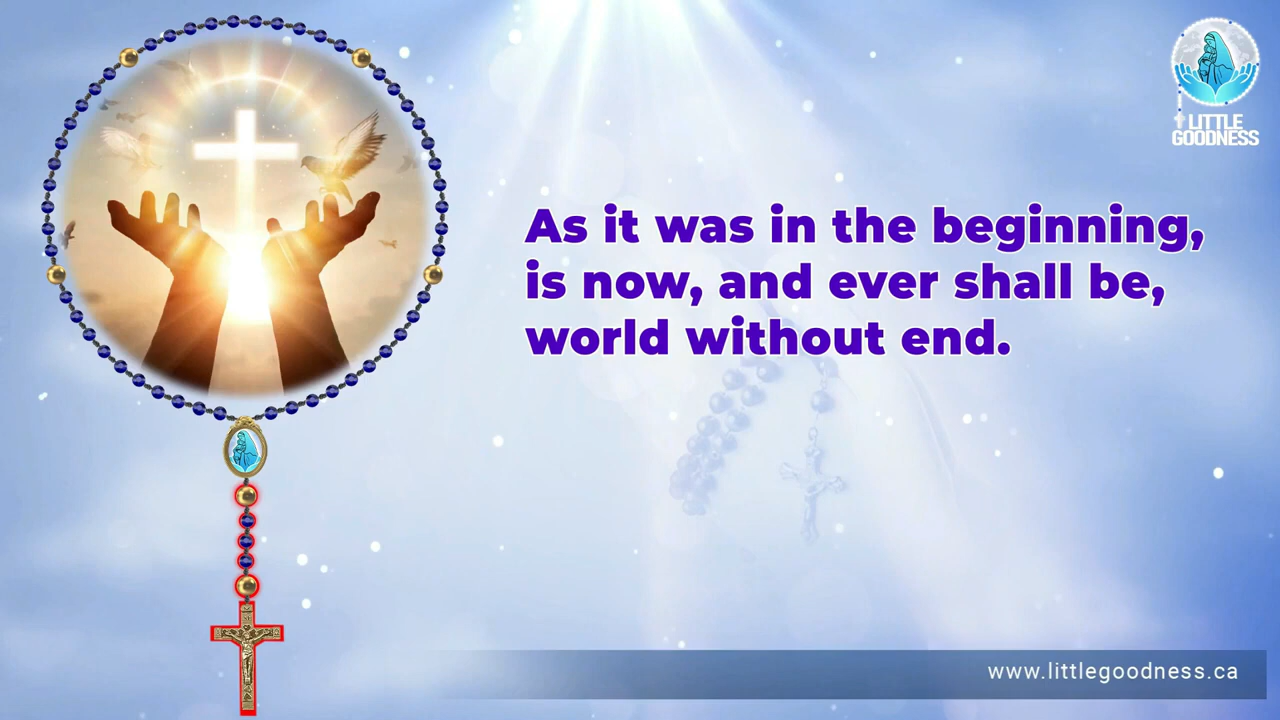 LITTLE
GOODNESS
As it was in the beginning,
is now, and ever shall be,
world without end.
www.littlegoodness.ca